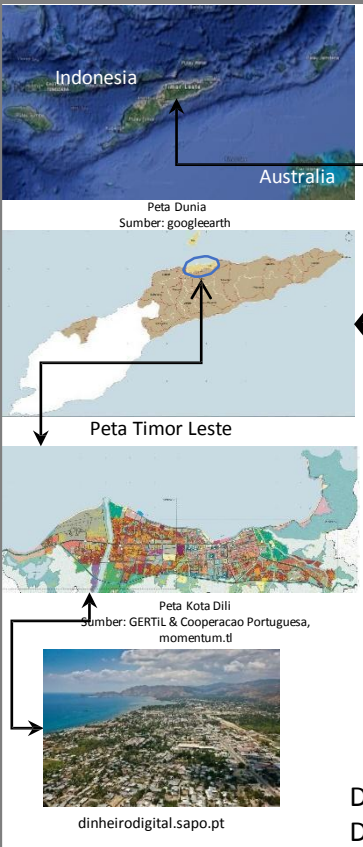 Indonesia
Timor Leste
Australia
Peta Dunia
Sumber: googleearth
Peta Timor Leste
Peta Kota Dili
Sumber: GERTiL & Cooperacao Portuguesa,
momentum.tl
dinheirodigital.sapo.pt
D
D